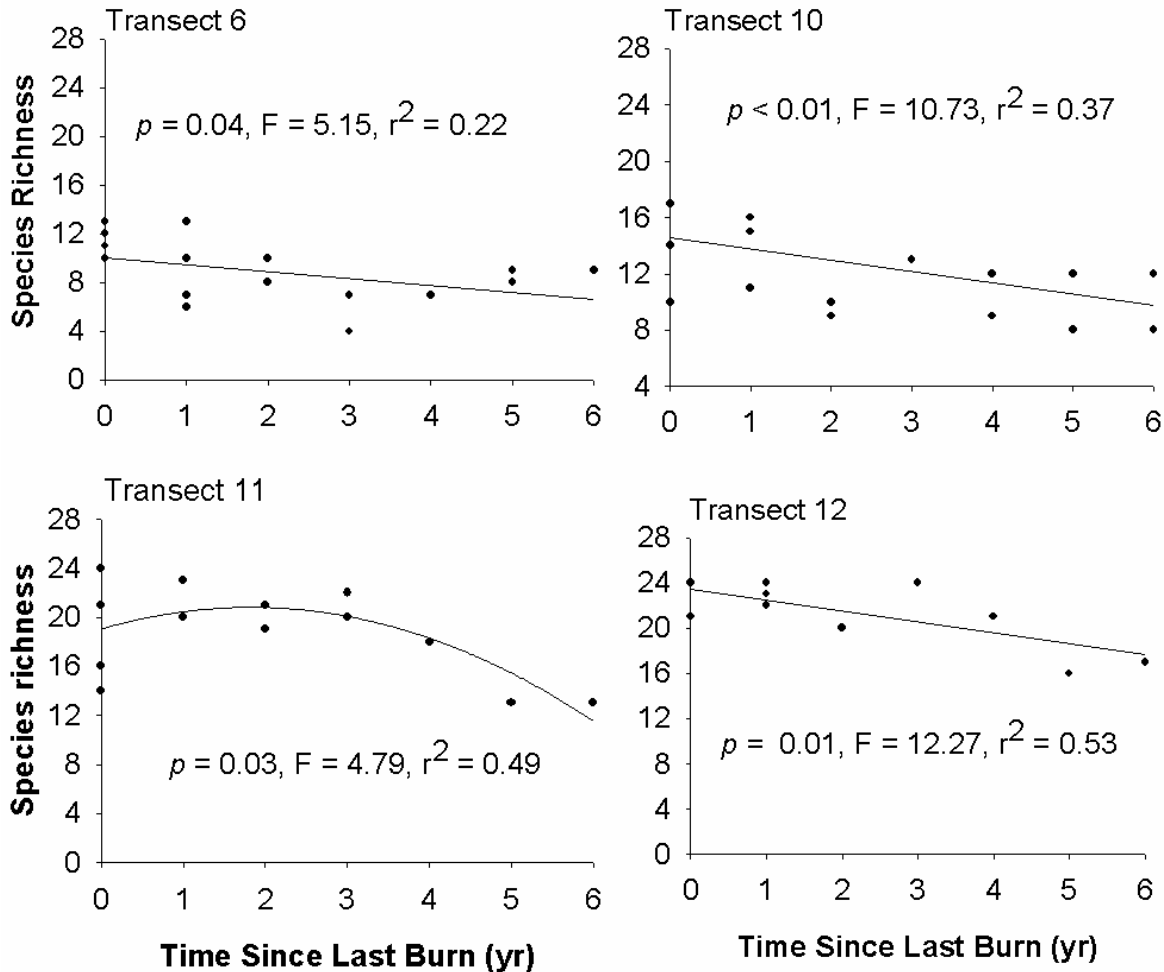 Transect 6
Species Richness
28
24
20
16
12
8
4
0
p = 0.04, F = 5.15, r² = 0.22
0 1 2 3 4 5 6
Transect 10
28
24
20
16
12
8
4
p < 0.01, F = 10.73, r² = 0.37
0 1 2 3 4 5 6
Transect 11
Species richness
28
24
20
16
12
8
4
0
p = 0.03, F = 4.79, r² = 0.49
0 1 2 3 4 5 6
Time Since Last Burn (yr)
Transect 12
28
24
20
16
12
8
4
0
p = 0.01, F = 12.27, r² = 0.53
0 1 2 3 4 5 6
Time Since Last Burn (yr)